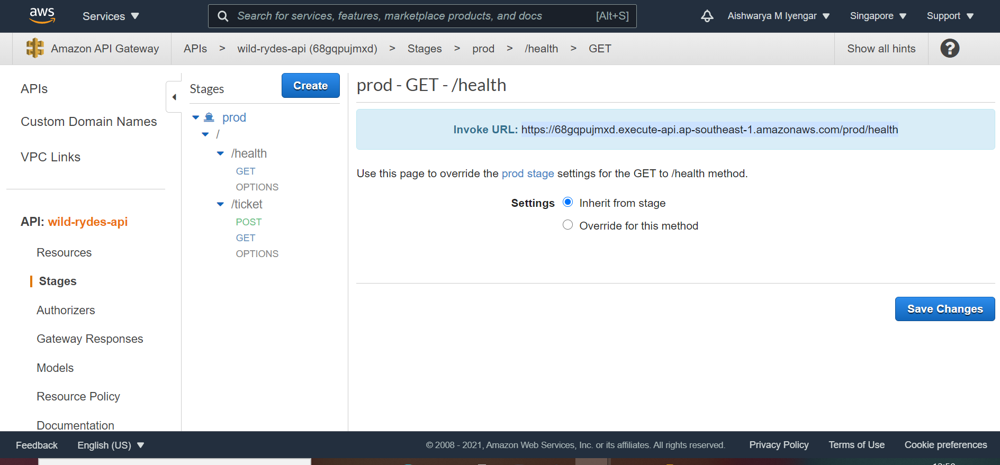 aws Services Search for services, features, marketplace products, and docs [Alt+S] Aishwarya M Iyengar Singapore Support
Amazon API Gateway APIs > wild-rydes-api (68gqpujmxd) > Stages > prod > /health > GET Show all hints ?
APIs
Custom Domain Names
VPC Links
API: wild-rydes-api
Resources
Stages
Authorizers
Gateway Responses
Models
Resource Policy
Documentation
Stages Create
prod
/
/health
GET
OPTIONS
/ticket
POST
GET
OPTIONS
prod - GET - /health
Invoke URL: https://68gqpujmxd.execute-api.ap-southeast-1.amazonaws.com/prod/health
Use this page to override the prod stage settings for the GET to /health method.
Settings Inherit from stage
Override for this method
Save Changes
Feedback English (US) © 2008 - 2021, Amazon Web Services, Inc. or its affiliates. All rights reserved. Privacy Policy Terms of Use Cookie preferences